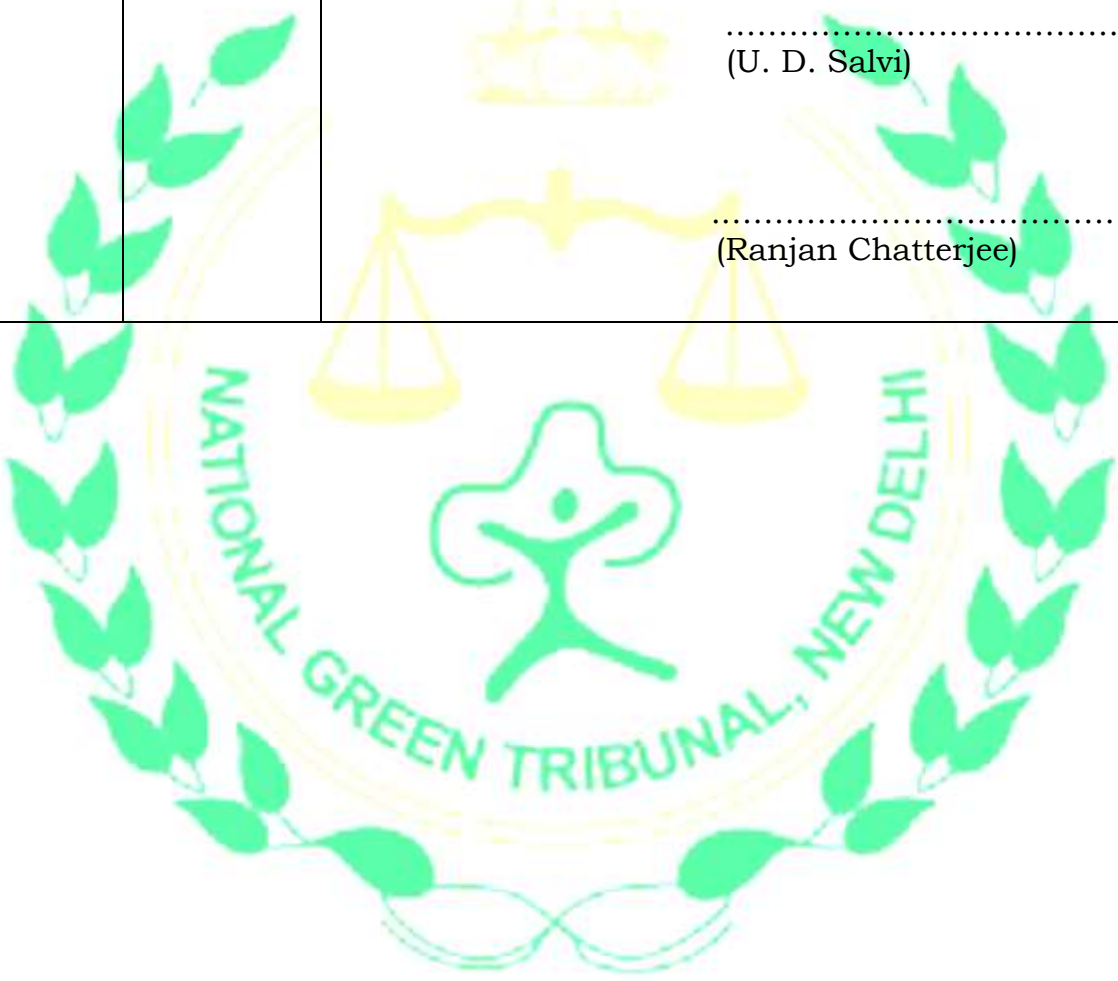 ……………………………………
(U. D. Salvi)
……………………………………
(Ranjan Chatterjee)
NATIONAL GREEN TRIBUNAL, NEW DELHI